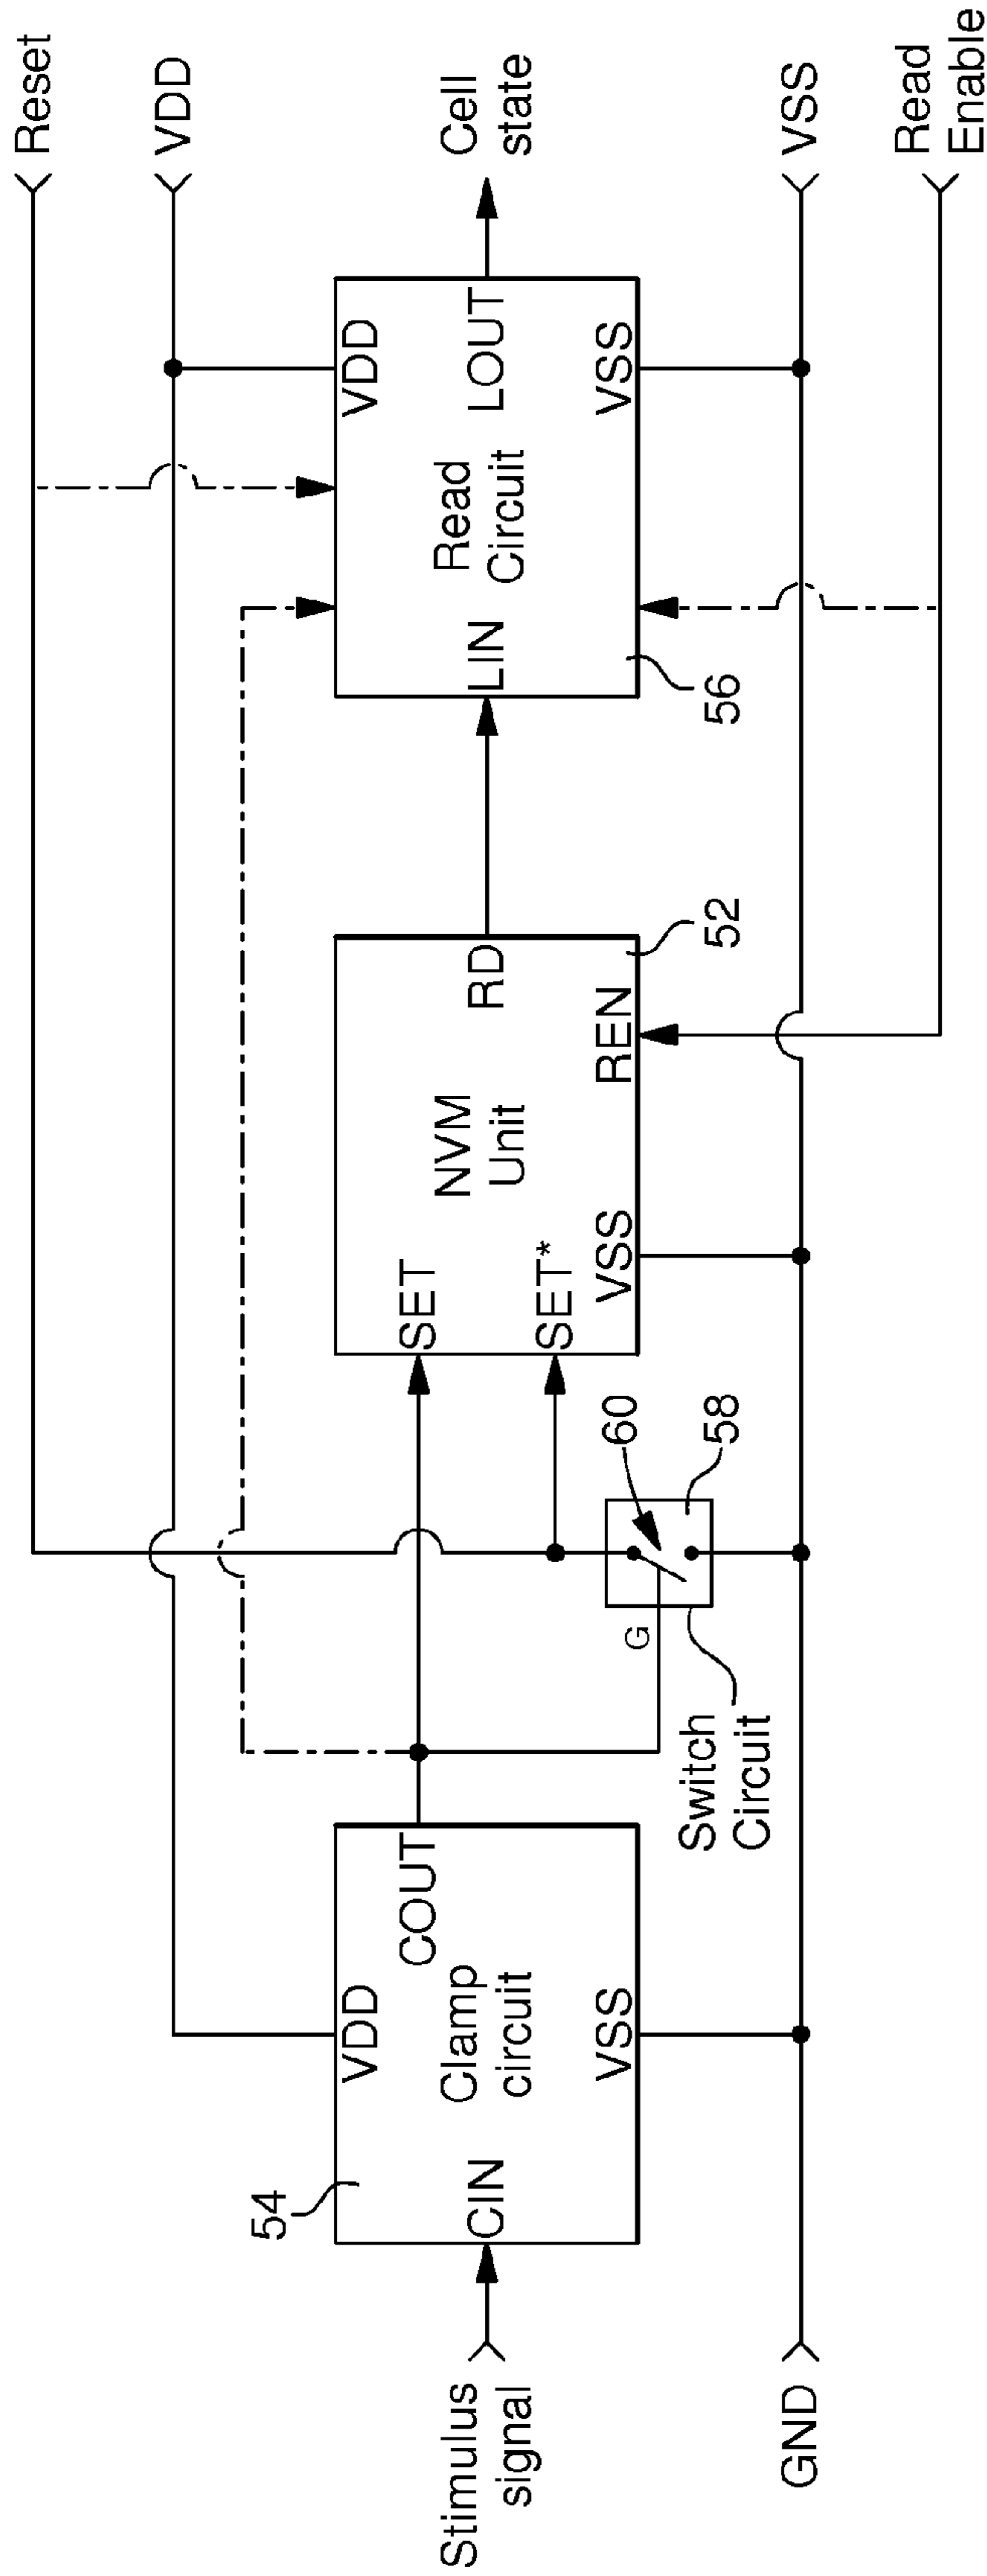 Reset
VDD
54
VDD
COUT
CIN
Clamp
circuit
VSS
Stimulus
signal
GND
Switch
Circuit
G
60
58
SET
SET*
NVM
Unit
RD
VSS
REN
52
VDD
LIN
Read
Circuit
LOUT
VSS
56
Cell
state
VSS
Read
Enable